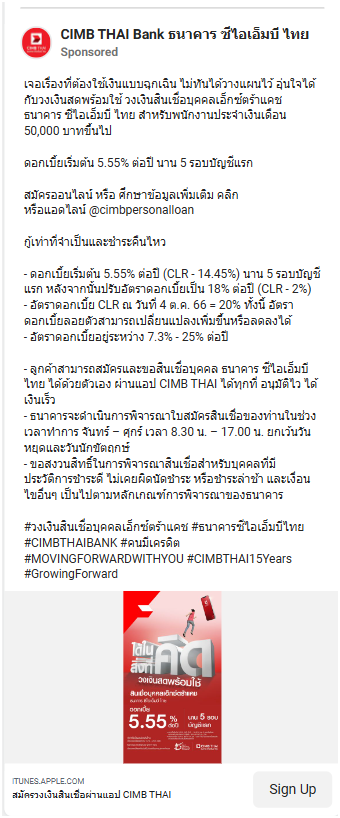 CIMB THAI Bank ธนาคาร ซีไอเอ็มบี ไทย
Sponsored
เจอเรื่องที่ต้องใช้เงินแบบฉุกเฉิน ไม่ทันได้วางแผนไว้ อุ่นใจได้
กับวงเงินสดพร้อมใช้ วงเงินสินเชื่อบุคคลเอ็กซ์ตร้าแคช
ธนาคาร ซีไอเอ็มบี ไทย สำหรับพนักงานประจำเงินเดือน
50,000 บาทขึ้นไป
ดอกเบี้ยเริ่มต้น 5.55% ต่อปี นาน 5 รอบบัญชีแรก
สมัครออนไลน์ หรือ ศึกษาข้อมูลเพิ่มเติม คลิก
หรือแอดไลน์ @cimbpersonalloan
กู้เท่าที่จำเป็นและชำระคืนไหว
- ดอกเบี้ยเริ่มต้น 5.55% ต่อปี (CLR - 14.45%) นาน 5 รอบบัญชี
แรก หลังจากนั้นปรับอัตราดอกเบี้ยเป็น 18% ต่อปี (CLR - 2%)
- อัตราดอกเบี้ย CLR ณ วันที่ 4 ต.ค. 66 = 20% ทั้งนี้ อัตรา
ดอกเบี้ยลอยตัวสามารถเปลี่ยนแปลงเพิ่มขึ้นหรือลดลงได้
- อัตราดอกเบี้ยอยู่ระหว่าง 7.3% - 25% ต่อปี
- ลูกค้าสามารถสมัครและขอสินเชื่อบุคคล ธนาคาร ซีไอเอ็มบี
ไทย ได้ด้วยตัวเอง ผ่านแอป CIMB THAI ได้ทุกที่ อนุมัติไว ได้
เงินเร็ว
- ธนาคารจะดำเนินการพิจารณาใบสมัครสินเชื่อของท่านในช่วง
เวลาทำการ จันทร์ – ศุกร์ เวลา 8.30 น. – 17.00 น. ยกเว้นวัน
หยุดและวันนักขัตฤกษ์
- ขอสงวนสิทธิ์ในการพิจารณาสินเชื่อสำหรับบุคคลที่มี
ประวัติการชำระดี ไม่เคยผิดนัดชำระ หรือชำระล่าช้า และเงื่อน
ไขอื่นๆ เป็นไปตามหลักเกณฑ์การพิจารณาของธนาคาร
#วงเงินสินเชื่อบุคคลเอ็กซ์ตร้าแคช #ธนาคารซีไอเอ็มบีไทย
#CIMBTHAIBANK #คนมีเครดิต
#MOVINGFORWARDWITHYOU #CIMBTHAI15Years
#GrowingForward
ได้ใน
สิ่งที่
คิด
วงเงินสดพร้อมใช้
สินเชื่อบุคคลเอ็กซ์ตร้าแคช
ธนาคาร ซีไอเอ็มบี ไทย
ดอกเบี้ย
5.55 %
ต่อปี
นาน 5 รอบ
บัญชีแรก
ITUNES.APPLE.COM
สมัครวงเงินสินเชื่อผ่านแอป CIMB THAI
Sign Up